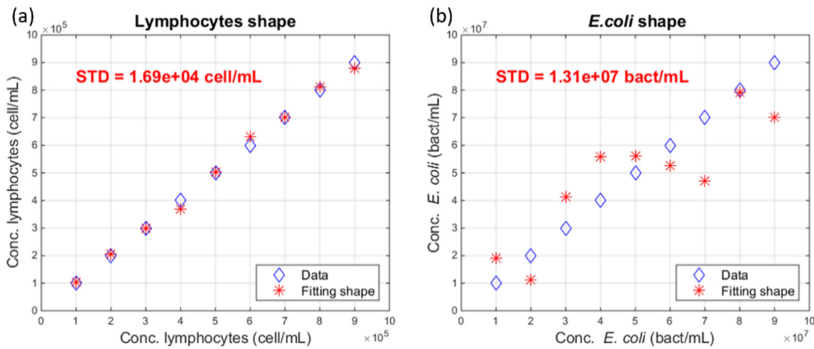 (a)
Lymphocytes shape
× 10^5
STD = 1.69e+04 cell/mL
Conc. lymphocytes (cell/mL)
10
9
8
7
6
5
4
3
2
1
0
Data
Fitting shape
0 1 2 3 4 5 6 7 8 9 10
Conc. lymphocytes (cell/mL)
× 10^5
(b)
E.coli shape
× 10^7
STD = 1.31e+07 bact/mL
Conc. E. coli (bact/mL)
10
9
8
7
6
5
4
3
2
1
0
Data
Fitting shape
0 1 2 3 4 5 6 7 8 9 10
Conc. E. coli (bact/mL)
× 10^7